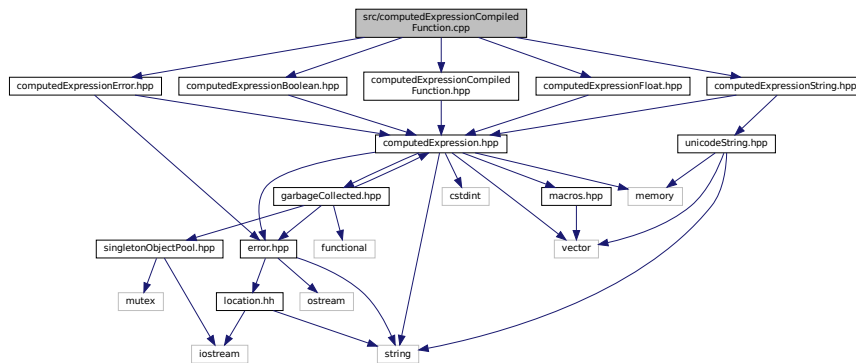 src/computedExpressionCompiled
Function.cpp
computedExpressionError.hpp
computedExpressionBoolean.hpp
computedExpressionCompiled
Function.hpp
computedExpressionFloat.hpp
computedExpressionString.hpp
computedExpression.hpp
unicodeString.hpp
garbageCollected.hpp
cstdint
macros.hpp
memory
singletonObjectPool.hpp
error.hpp
functional
vector
mutex
location.hh
ostream
iostream
string